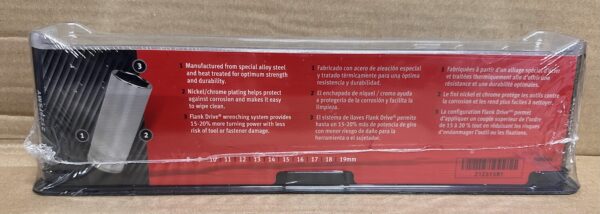 3
1
2
1 Manufactured from special alloy steel
and heat treated for optimum strength
and durability.
2 Nickel/chrome plating helps protect
against corrosion and makes it easy
to wipe clean.
3 Flank Drive® wrenching system provides
15-20% more turning power with less
risk of tool or fastener damage.
1 Fabricado con acero de aleación especial
y tratado térmicamente para una óptima
resistencia y durabilidad.
2 El enchapada de níquel / cromo ayuda
a protegerla de la corrosión y facilita la
limpieza.
3 El sistema de llaves Flank Drive® permite
hasta un 15-20% más de potencia de giro
con menor riesgo de daño para la
herramienta o el sujetador.
1 Fabriquées à partir d'un alliage spécial d'acier
et traitées thermiquement afin d'offrir une
résistance et une durabilité optimales.
2 Le fini nickel et chrome protège les outils contre
la corrosion et les rend plus faciles à nettoyer.
3 La configuration Flank Drive® permet
d'appliquer un couple supérieur de l'ordre
de 15 à 20 % tout en réduisant les risques
d'endommager l'outil ou les fixations.
8 9 10 11 12 13 14 15 16 17 18 19mm